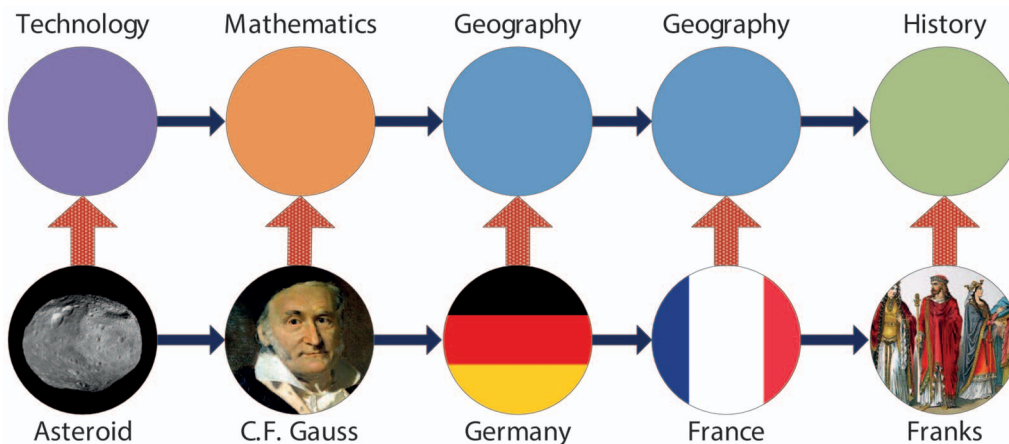 Technology
Mathematics
Geography
Geography
History
Asteroid
C.F. Gauss
Germany
France
Franks